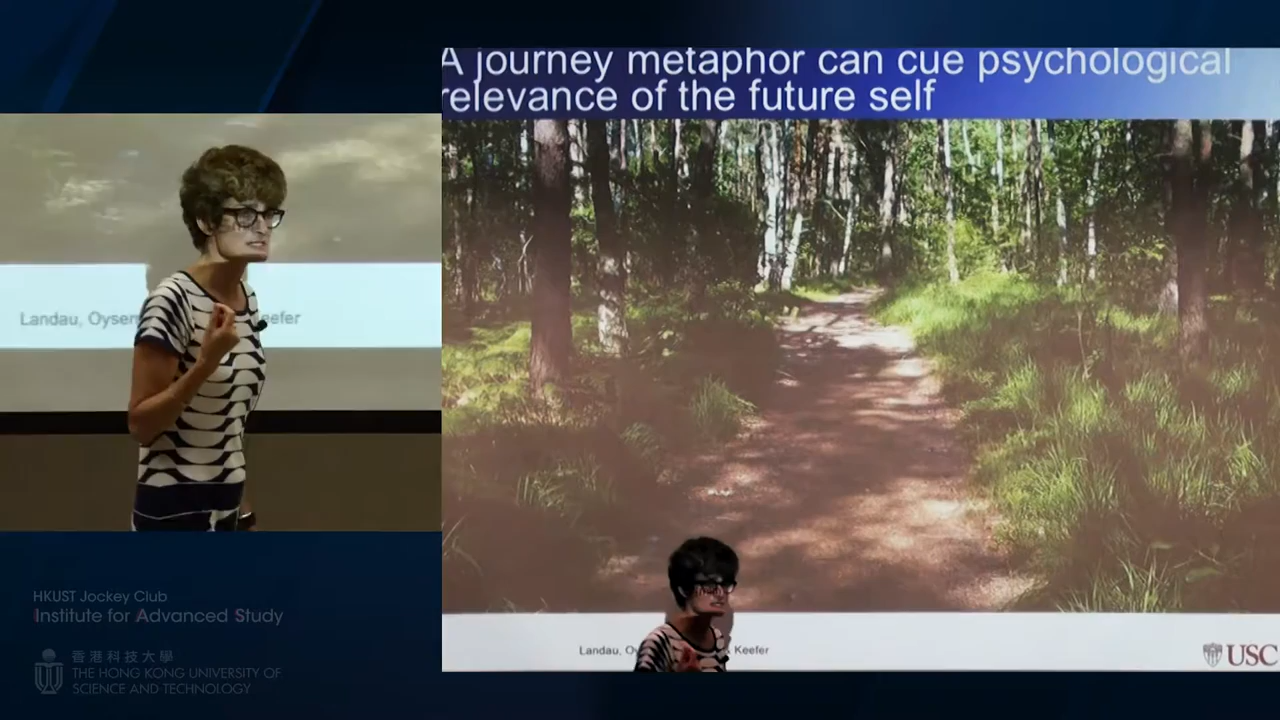 A journey metaphor can cue psychological
relevance of the future self
Landau, Oysem eefer
Landau, Oy & Keefer
USC
HKUST Jockey Club
Institute for Advanced Study
香港科技大學
THE HONG KONG UNIVERSITY OF
SCIENCE AND TECHNOLOGY